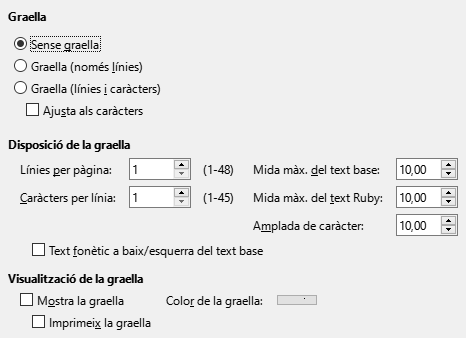 Graella
Sense graella
Graella (només línies)
Graella (línies i caràcters)
Ajusta als caràcters
Disposició de la graella
Línies per pàgina: 1 (1-48) Mida màx. del text base: 10,00
Caràcters per línia: 1 (1-45) Mida màx. del text Ruby: 10,00
Amplada de caràcter: 10,00
Text fonètic a baix/esquerra del text base
Visualització de la graella
Mostra la graella Color de la graella:
Imprimeix la graella